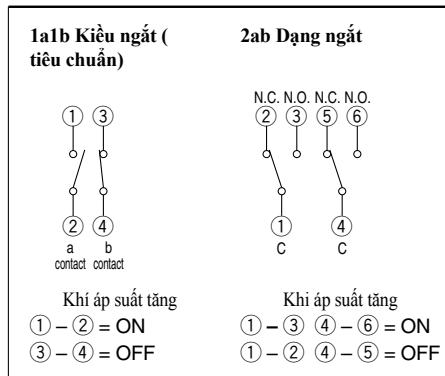 1a1b Kiều ngắt (
tiêu chuẩn)
① ③
② ④
a b
contact contact
Khí áp suất tăng
① – ② = ON
③ – ④ = OFF
2ab Dạng ngắt
N.C. N.O. N.C. N.O.
② ③ ⑤ ⑥
① ④
C C
Khi áp suất tăng
① – ③ ④ – ⑥ = ON
① – ② ④ – ⑤ = OFF